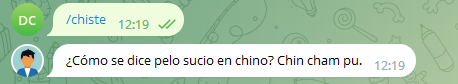 DC
/chiste
12:19
¿Cómo se dice pelo sucio en chino? Chin cham pu.
12:19